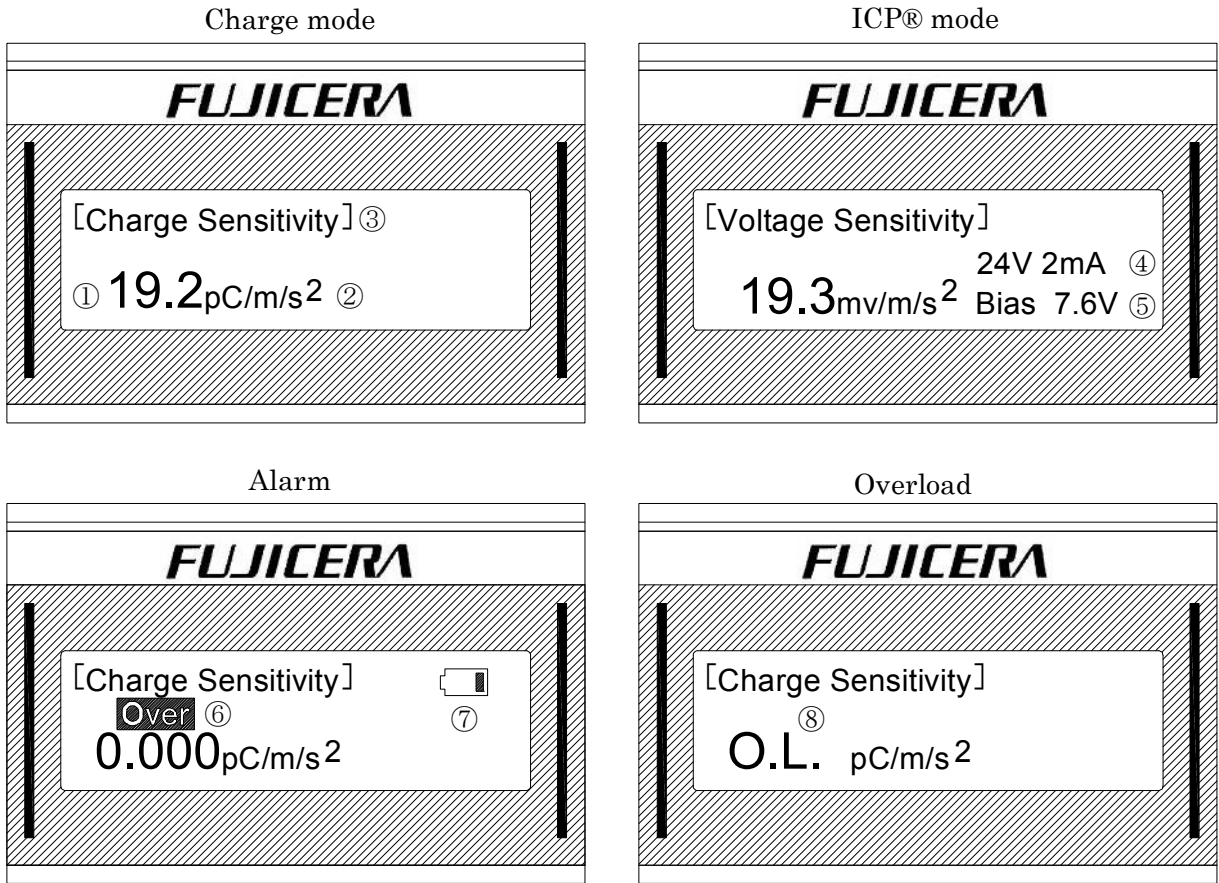 Charge mode
FUJICERA
[Charge Sensitivity]③
① 19.2pC/m/s2 ②
ICP® mode
FUJICERA
[Voltage Sensitivity]
24V 2mA ④
19.3mv/m/s2 Bias 7.6V ⑤
Alarm
FUJICERA
[Charge Sensitivity]
Over ⑥ ⑦
0.000pC/m/s2
Overload
FUJICERA
[Charge Sensitivity]
⑧
O.L. pC/m/s2